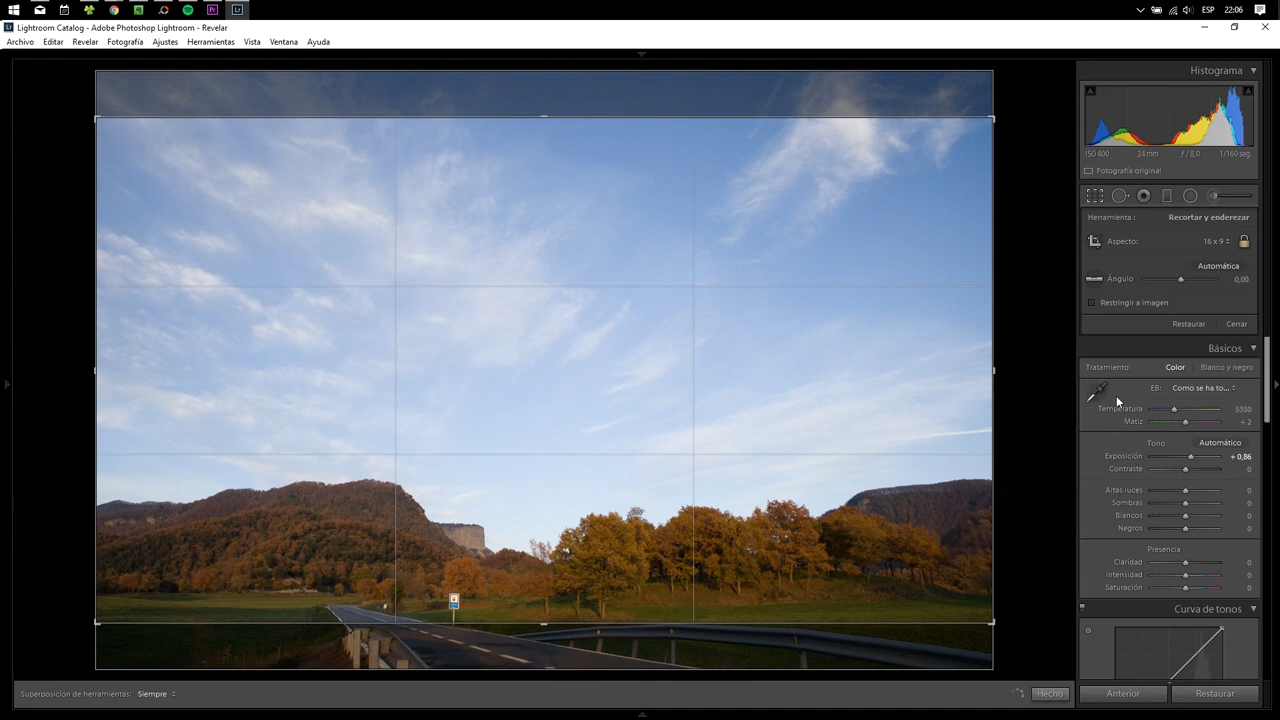 ESP 22:06
Lightroom Catalog - Adobe Photoshop Lightroom - Revelar
Archivo Editar Revelar Fotografía Ajustes Herramientas Vista Ventana Ayuda
Histograma
ISO 400 24 mm ƒ / 8,0 1/160 seg.
Fotografía original
Herramienta : Recortar y enderezar
Aspecto: 16 x 9
Automática
Ángulo 0,00
Restringir a imagen
Restaurar Cerrar
Básicos
Tratamiento: Color Blanco y negro
EB: Como se ha to...
Temperatura 5350
Matiz + 2
Tono Automático
Exposición + 0,86
Contraste 0
Altas luces 0
Sombras 0
Blancos 0
Negros 0
Presencia
Claridad 0
Intensidad 0
Saturación 0
Curva de tonos
Superposición de herramientas: Siempre
Hecho
Anterior Restaurar